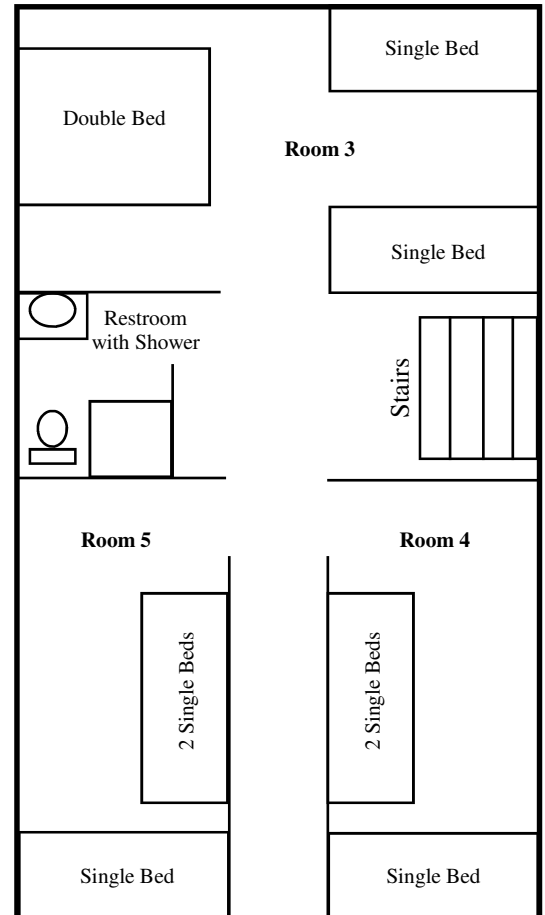 Single Bed
Double Bed
Room 3
Single Bed
Restroom
with Shower
Stairs
Room 5
Room 4
2 Single Beds
2 Single Beds
Single Bed
Single Bed